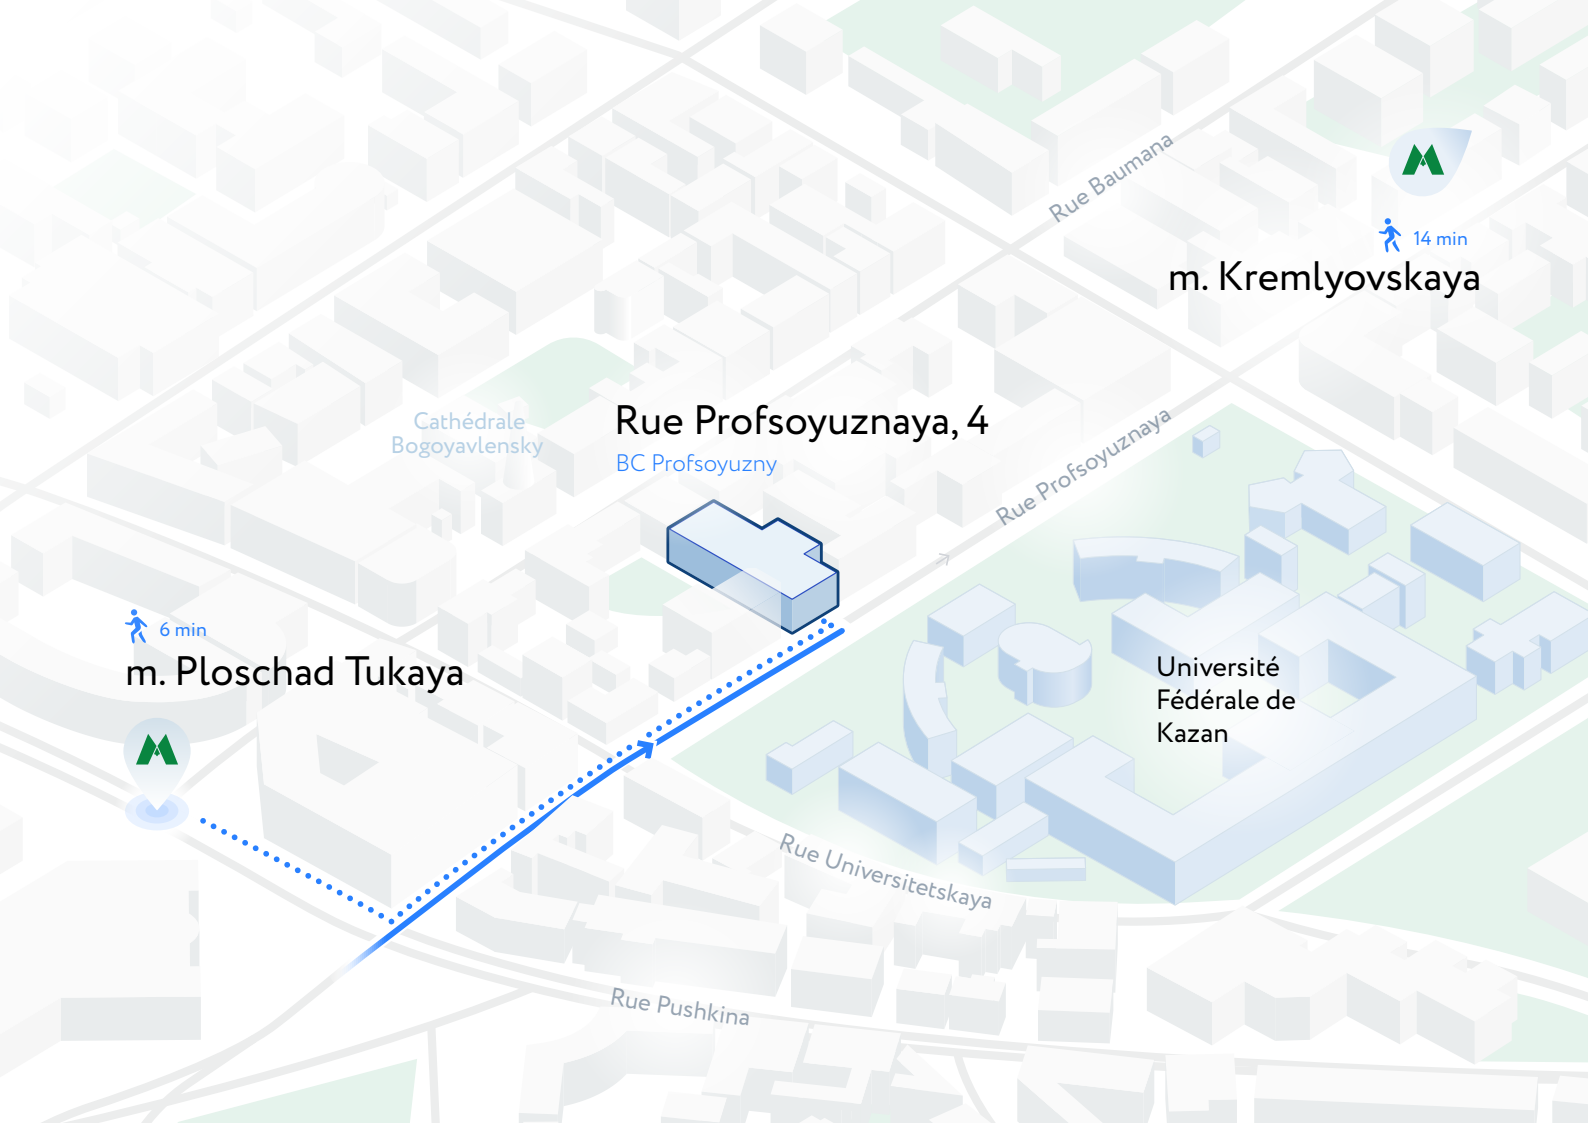 Rue Baumana
14 min
m. Kremlyovskaya
Cathédrale
Bogoyavlensky
Rue Profsoyuznaya, 4
BC Profsoyuzny
Rue Profsoyuznaya
6 min
m. Ploschad Tukaya
Université
Fédérale de
Kazan
Rue Universitetskaya
Rue Pushkina